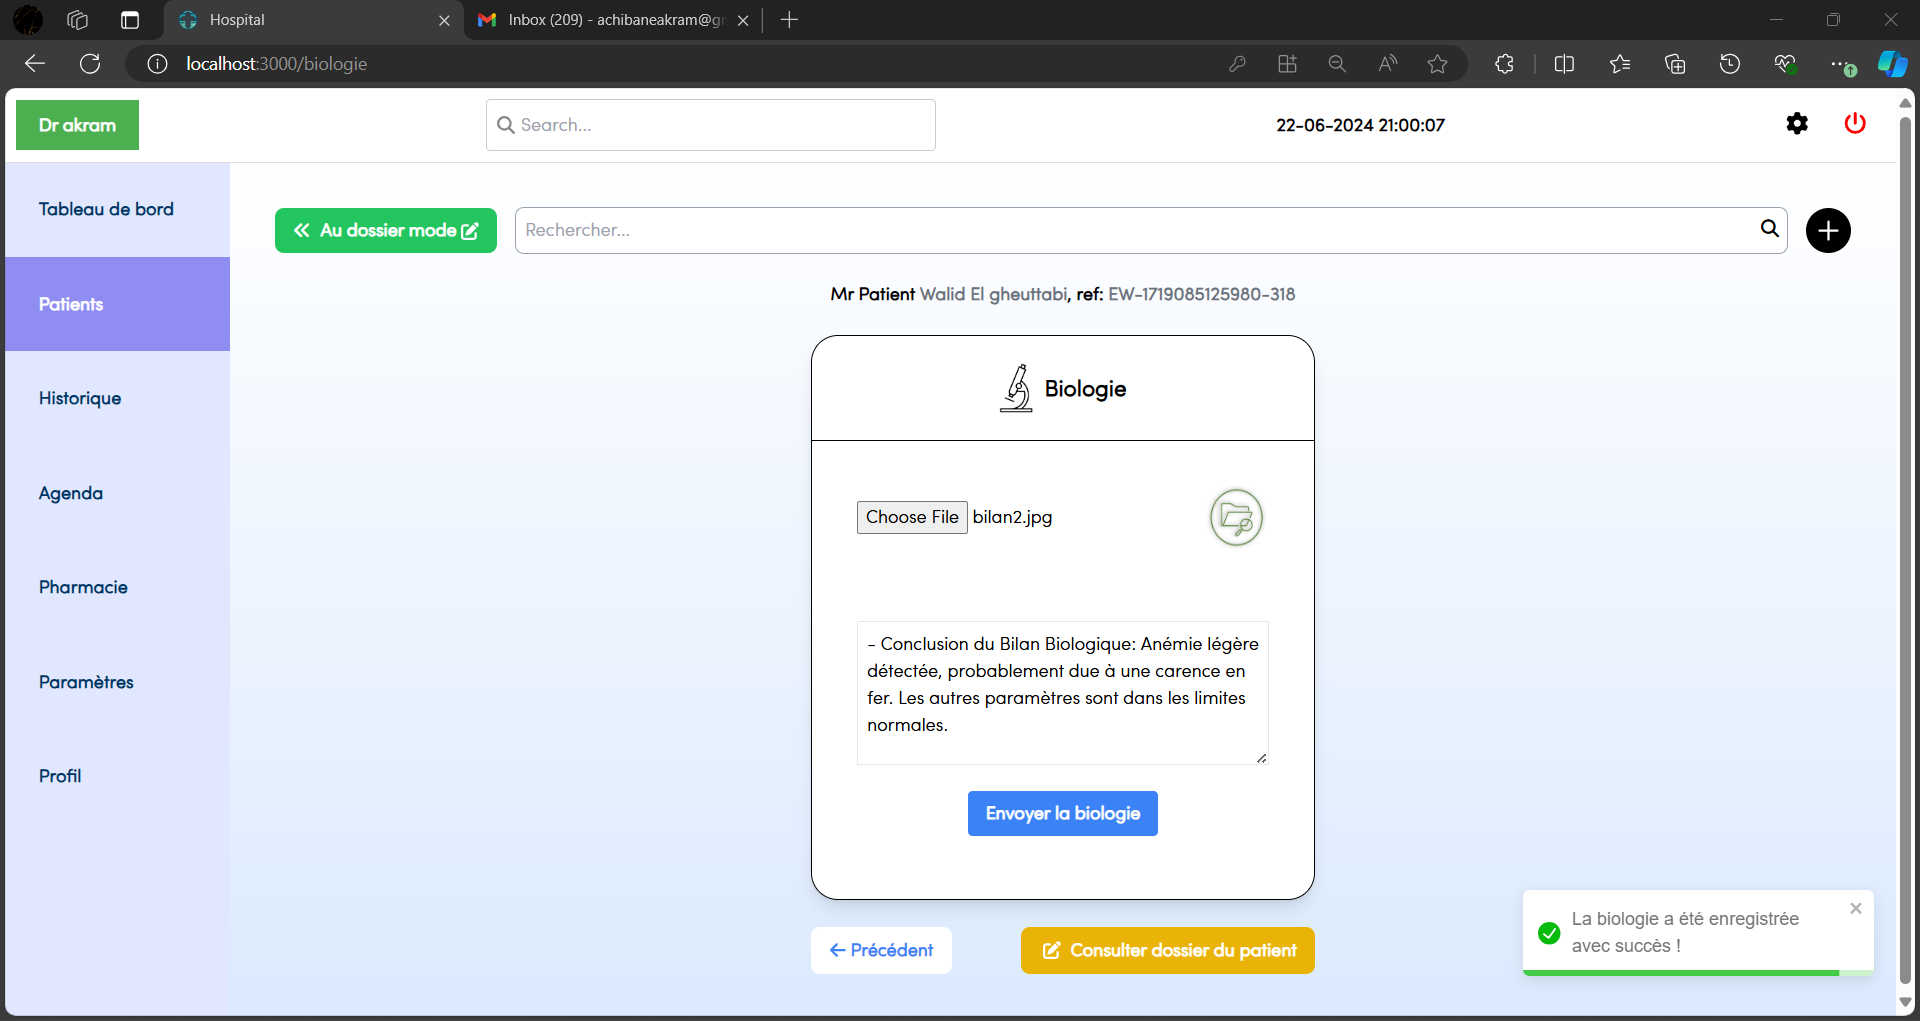 Hospital
Inbox (209) - achibaneakram@g
localhost:3000/biologie
Dr akram
Search...
22-06-2024 21:00:07
Tableau de bord
Patients
Historique
Agenda
Pharmacie
Paramètres
Profil
Au dossier mode
Rechercher...
Mr Patient Walid El gheuttabi, ref: EW-1719085125980-318
Biologie
Choose File bilan2.jpg
- Conclusion du Bilan Biologique: Anémie légère
détectée, probablement due à une carence en
fer. Les autres paramètres sont dans les limites
normales.
Envoyer la biologie
Précédent
Consulter dossier du patient
La biologie a été enregistrée
avec succès !